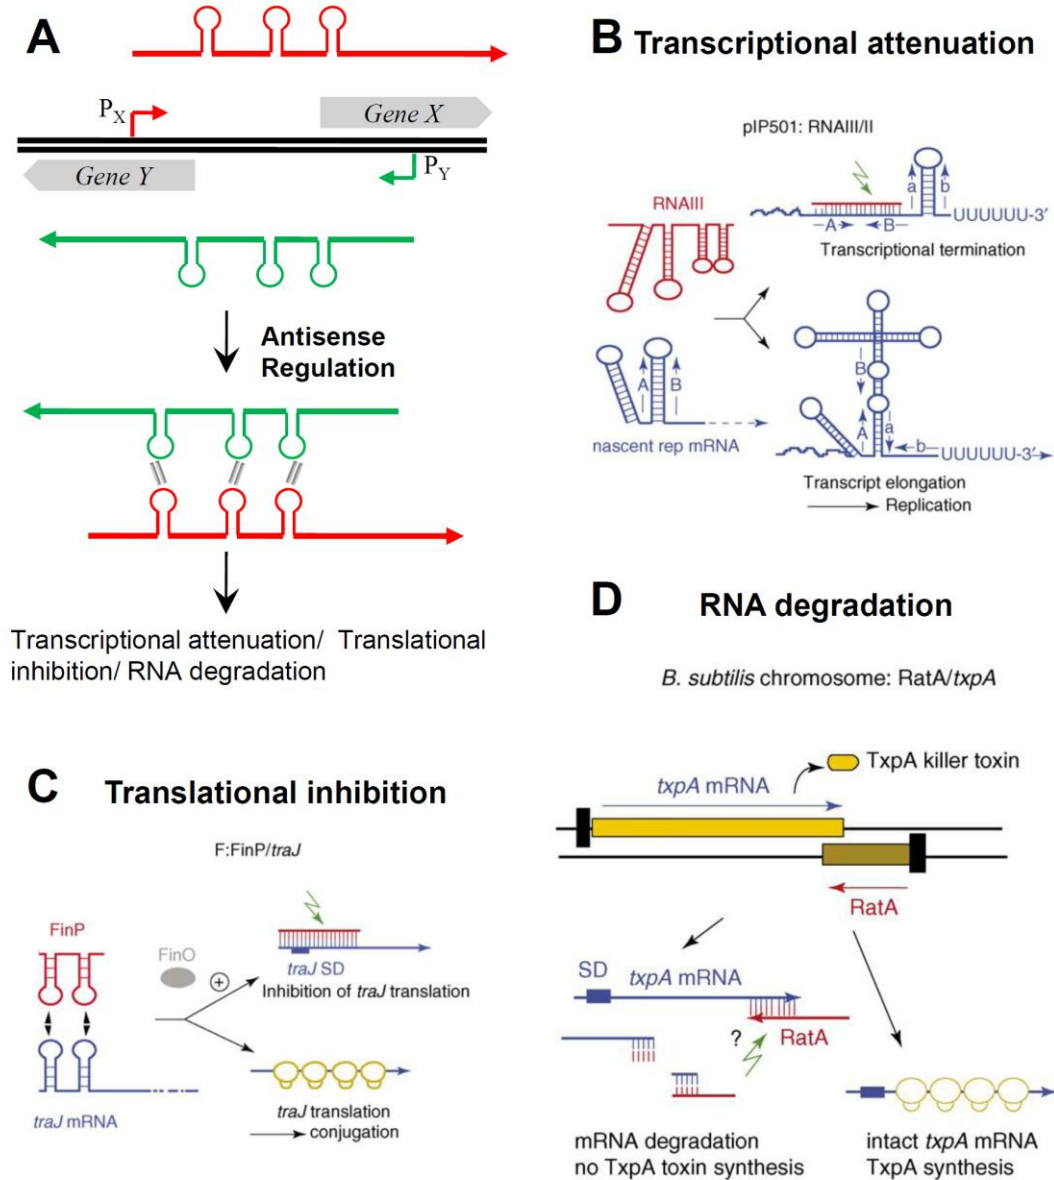 A
P_X
Gene X
Gene Y
P_Y
Antisense
Regulation
Transcriptional attenuation/ Translational
inhibition/ RNA degradation
B Transcriptional attenuation
pIP501: RNAIII/II
RNAIII
a b
A B UUUUUU-3′
Transcriptional termination
A B
nascent rep mRNA
B
A a b UUUUUU-3′
Transcript elongation
Replication
C Translational inhibition
F:FinP/traJ
FinP
FinO
+
traJ SD
Inhibition of traJ translation
traJ mRNA
traJ translation
conjugation
D RNA degradation
B. subtilis chromosome: RatA/txpA
TxpA killer toxin
txpA mRNA
RatA
SD txpA mRNA
? RatA
mRNA degradation
no TxpA toxin synthesis
intact txpA mRNA
TxpA synthesis